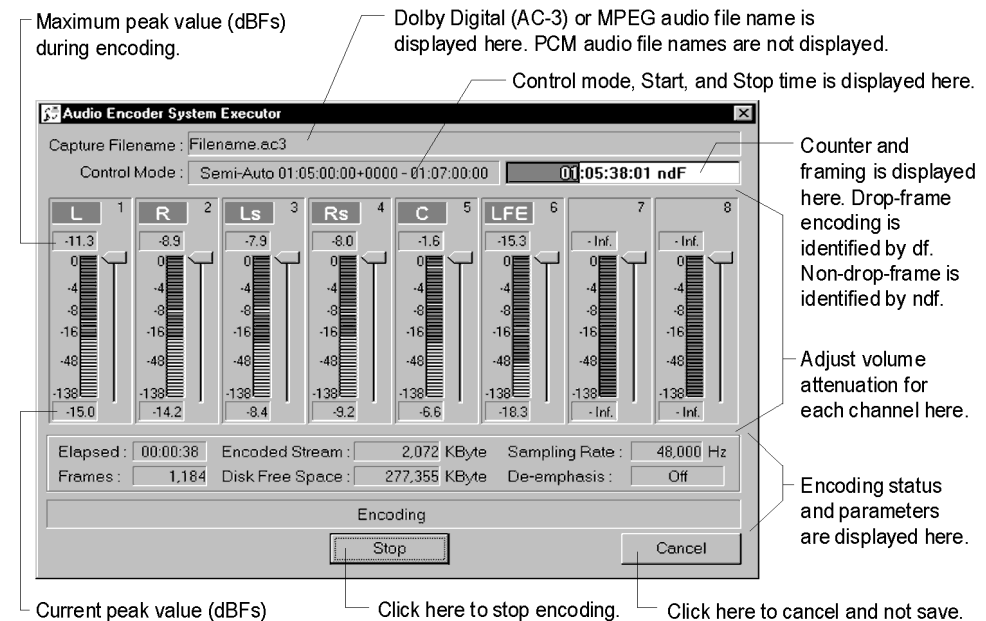 Maximum peak value (dBFs)
during encoding.
Dolby Digital (AC-3) or MPEG audio file name is
displayed here. PCM audio file names are not displayed.
Control mode, Start, and Stop time is displayed here.
Audio Encoder System Executor
Capture Filename : Filename.ac3
Control Mode : Semi-Auto 01:05:00:00+0000 - 01:07:00:00 01:05:38:01 ndF
L 1 R 2 Ls 3 Rs 4 C 5 LFE 6 7 8
-11.3 -8.9 -7.9 -8.0 -1.6 -15.3 - Inf. - Inf.
0 0 0 0 0 0 0 0
-4 -4 -4 -4 -4 -4 -4 -4
-8 -8 -8 -8 -8 -8 -8 -8
-16 -16 -16 -16 -16 -16 -16 -16
-48 -48 -48 -48 -48 -48 -48 -48
-138 -138 -138 -138 -138 -138 -138 -138
-15.0 -14.2 -8.4 -9.2 -6.6 -18.3 - Inf. - Inf.
Elapsed : 00:00:38 Encoded Stream : 2,072 KByte Sampling Rate : 48,000 Hz
Frames : 1,184 Disk Free Space : 277,355 KByte De-emphasis : Off
Encoding
Stop Cancel
Counter and
framing is displayed
here. Drop-frame
encoding is
identified by df.
Non-drop-frame is
identified by ndf.
Adjust volume
attenuation for
each channel here.
Encoding status
and parameters
are displayed here.
Current peak value (dBFs)
Click here to stop encoding.
Click here to cancel and not save.